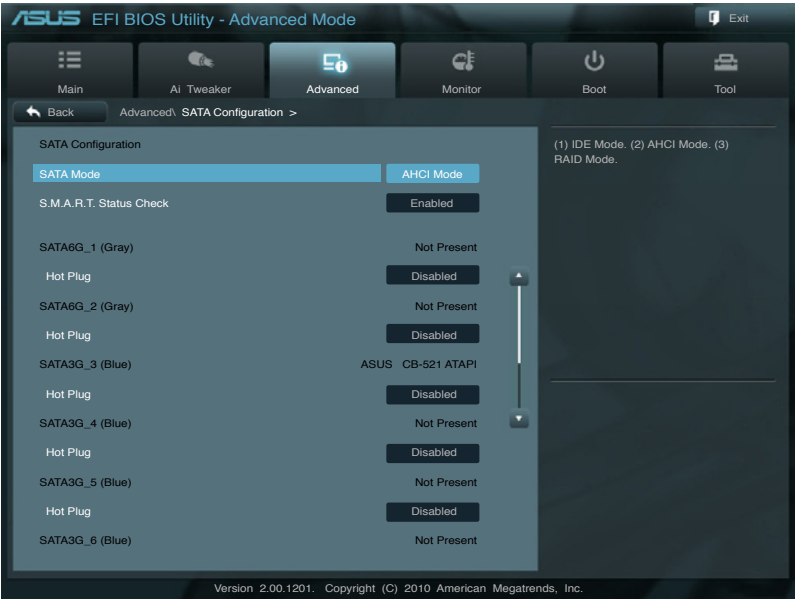 ASUS EFI BIOS Utility - Advanced Mode
Exit
Main
Ai Tweaker
Advanced
Monitor
Boot
Tool
Back
Advanced\ SATA Configuration >
SATA Configuration
SATA Mode AHCI Mode
S.M.A.R.T. Status Check Enabled
SATA6G_1 (Gray) Not Present
Hot Plug Disabled
SATA6G_2 (Gray) Not Present
Hot Plug Disabled
SATA3G_3 (Blue) ASUS CB-521 ATAPI
Hot Plug Disabled
SATA3G_4 (Blue) Not Present
Hot Plug Disabled
SATA3G_5 (Blue) Not Present
Hot Plug Disabled
SATA3G_6 (Blue) Not Present
(1) IDE Mode. (2) AHCI Mode. (3)
RAID Mode.
Version 2.00.1201. Copyright (C) 2010 American Megatrends, Inc.